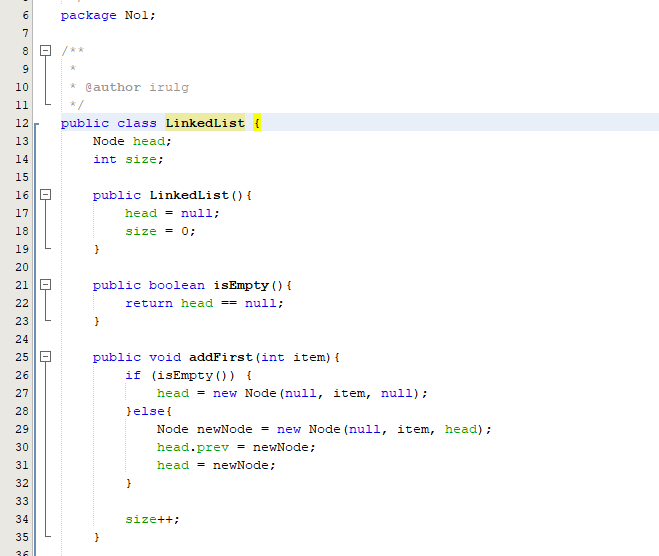 6 package No1;
7
8 /**
9 *
10 * @author irulg
11 */
12 public class LinkedList {
13 Node head;
14 int size;
15
16 public LinkedList(){
17 head = null;
18 size = 0;
19 }
20
21 public boolean isEmpty(){
22 return head == null;
23 }
24
25 public void addFirst(int item){
26 if (isEmpty()) {
27 head = new Node(null, item, null);
28 }else{
29 Node newNode = new Node(null, item, head);
30 head.prev = newNode;
31 head = newNode;
32 }
33
34 size++;
35 }